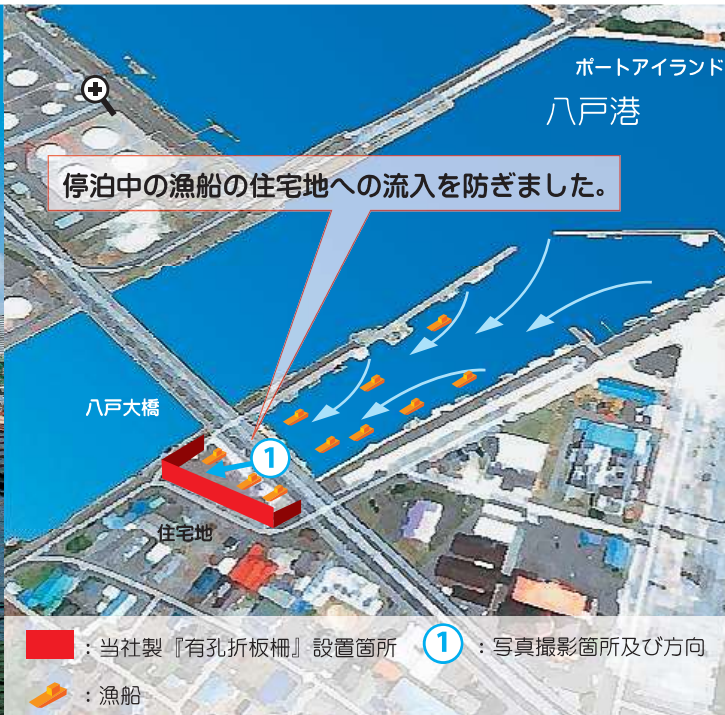 ポートアイランド
八戸港
停泊中の漁船の住宅地への流入を防ぎました。
八戸大橋
1
住宅地
：当社製『有孔折板柵』設置箇所
1：写真撮影箇所及び方向
：漁船